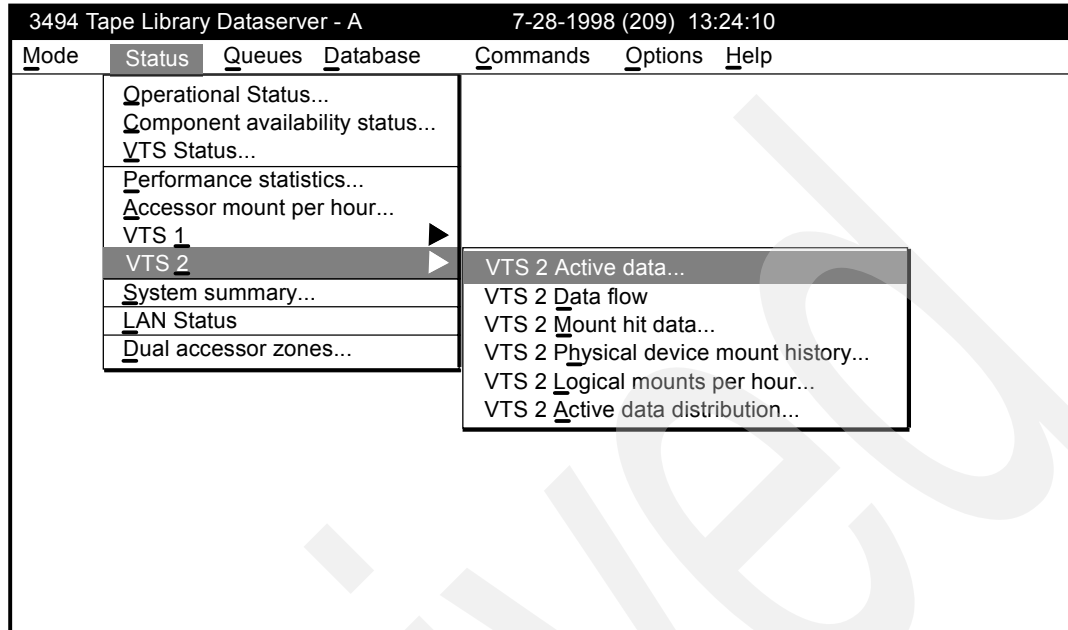 3494 Tape Library Dataserver - A 7-28-1998 (209) 13:24:10
Mode Status Queues Database Commands Options Help
Operational Status...
Component availability status...
VTS Status...
Performance statistics...
Accessor mount per hour...
VTS 1
VTS 2
System summary...
LAN Status
Dual accessor zones...
VTS 2 Active data...
VTS 2 Data flow
VTS 2 Mount hit data...
VTS 2 Physical device mount history...
VTS 2 Logical mounts per hour...
VTS 2 Active data distribution...